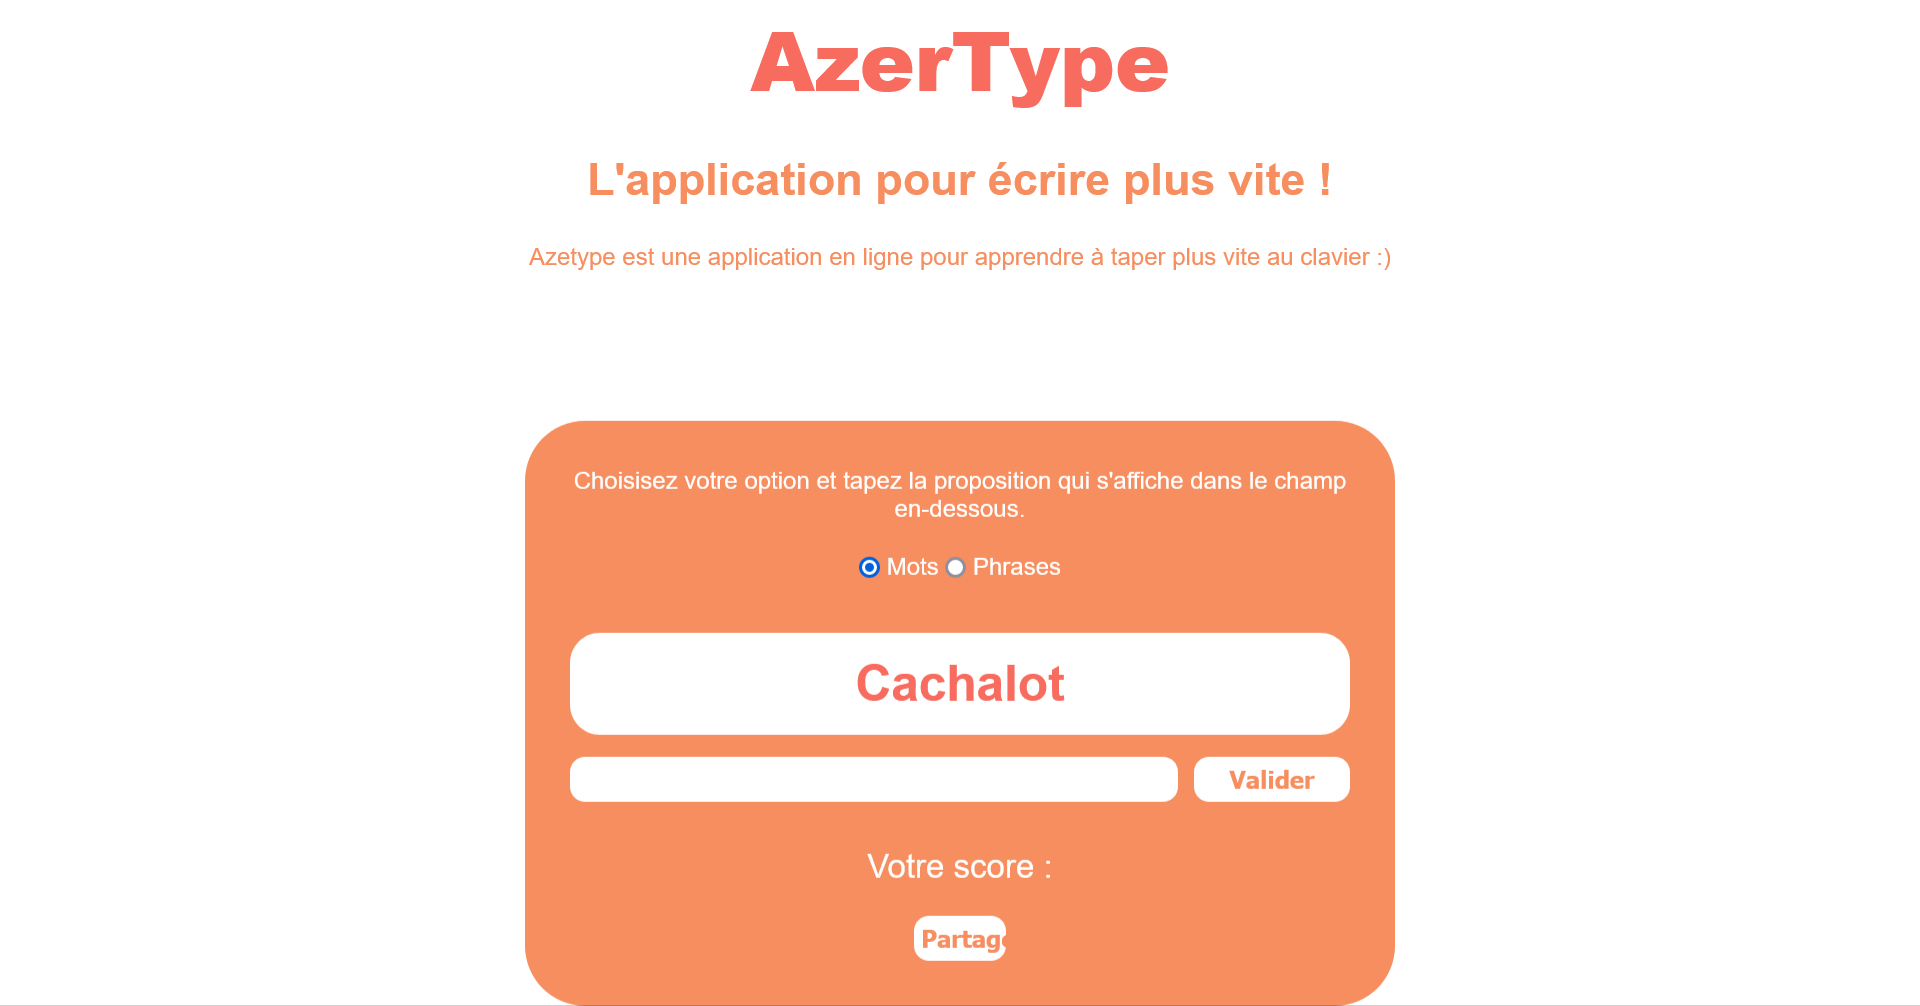 AzerType
L'application pour écrire plus vite !
Azetype est une application en ligne pour apprendre à taper plus vite au clavier :)
Choisisez votre option et tapez la proposition qui s'affiche dans le champ
en-dessous.
Mots Phrases
Cachalot
Valider
Votre score :
Partage